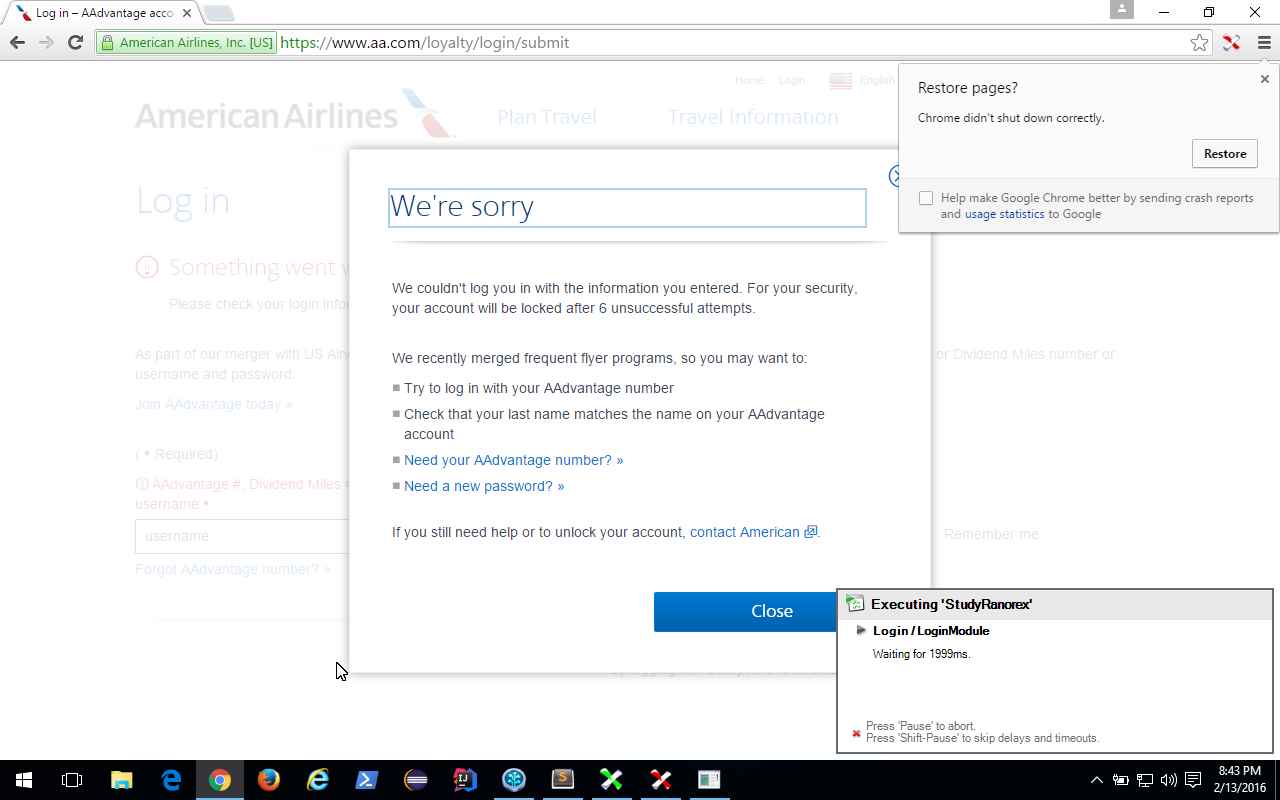 Log in – AAdvantage acco
American Airlines, Inc. [US] https://www.aa.com/loyalty/login/submit
Home Login English
American Airlines Plan Travel Travel Information
Restore pages?
Chrome didn't shut down correctly.
Restore
Help make Google Chrome better by sending crash reports
and usage statistics to Google
Log in
Something went
Please check your login
As part of our merger with US or Dividend Miles number or
username and password.
Join AAdvantage today »
( • Required)
AAdvantage #, Dividend Miles
username •
username
Forgot AAdvantage number? »
Remember me
We're sorry
We couldn't log you in with the information you entered. For your security,
your account will be locked after 6 unsuccessful attempts.
We recently merged frequent flyer programs, so you may want to:
Try to log in with your AAdvantage number
Check that your last name matches the name on your AAdvantage
account
Need your AAdvantage number? »
Need a new password? »
If you still need help or to unlock your account, contact American.
Close
Executing 'StudyRanorex'
Login / LoginModule
Waiting for 1999ms.
Press 'Pause' to abort.
Press 'Shift-Pause' to skip delays and timeouts.
8:43 PM
2/13/2016